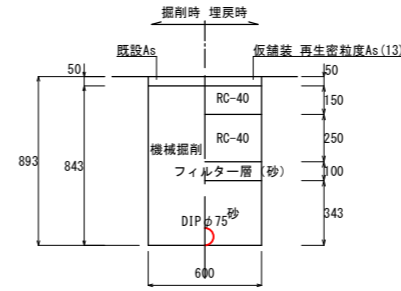 掘削時 埋戻時
既設As
仮舗装 再生密粒度As(13)
50
50
RC-40
150
RC-40
250
機械掘削
893
843
フィルター層(砂)
100
砂
343
DIPφ75
600